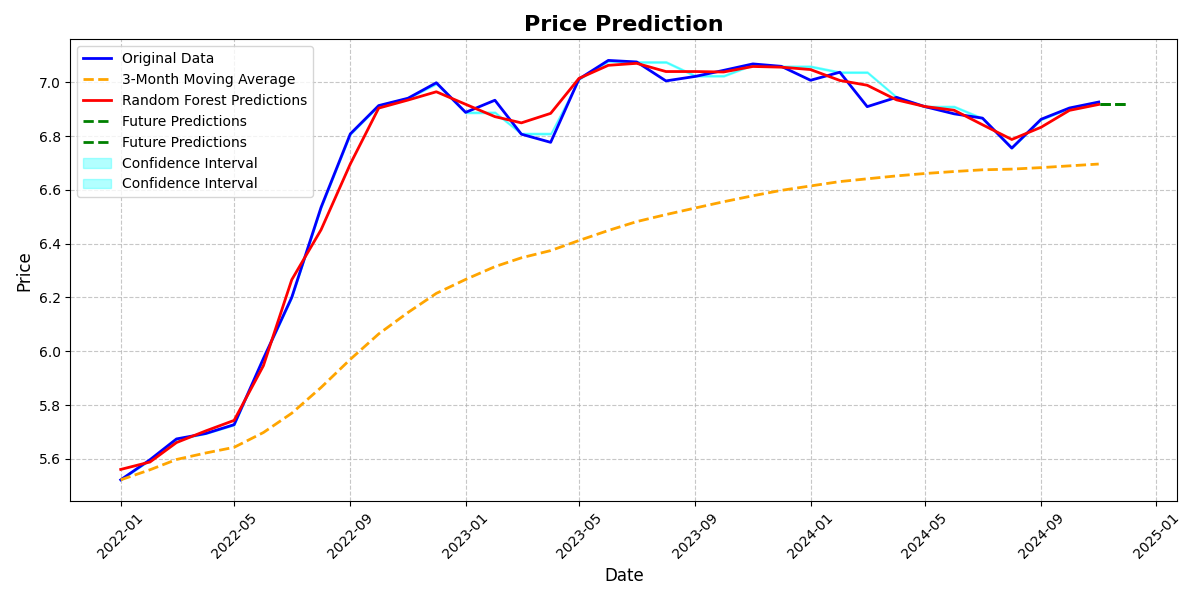 Price Prediction
Original Data
3-Month Moving Average
Random Forest Predictions
Future Predictions
Future Predictions
Confidence Interval
Confidence Interval
Price
7.0
6.8
6.6
6.4
6.2
6.0
5.8
5.6
2022-01
2022-05
2022-09
2023-01
2023-05
2023-09
2024-01
2024-05
2024-09
2025-01
Date